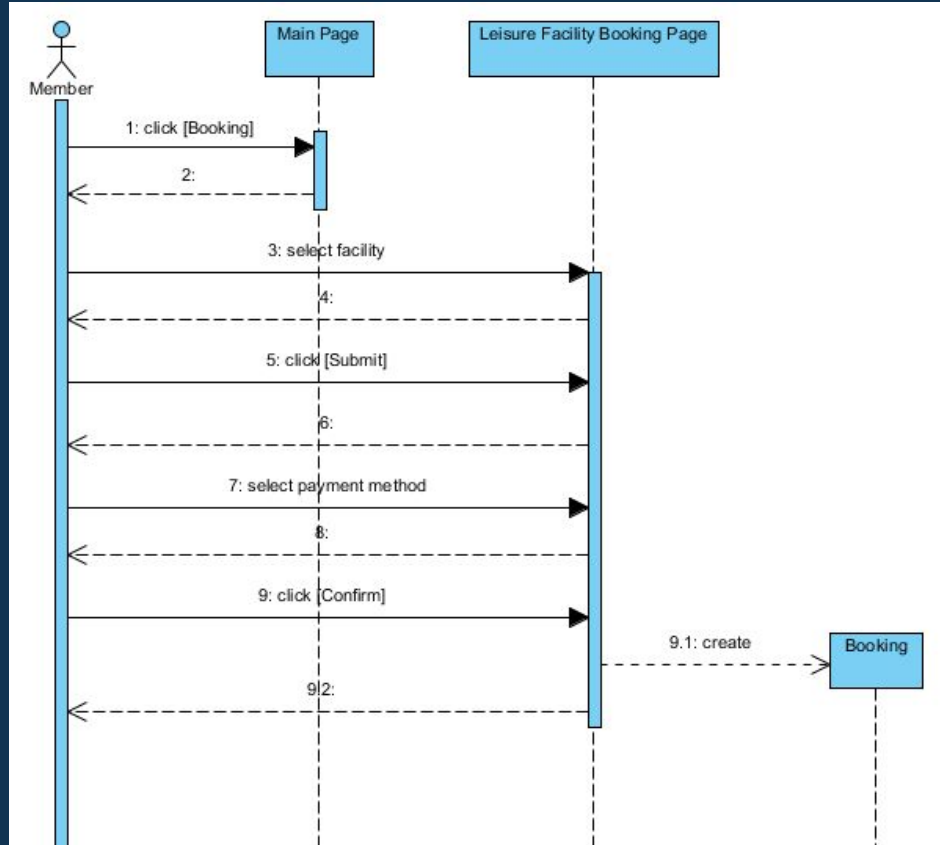 Main Page
Leisure Facility Booking Page
Member
1: click [Booking]
2:
3: select facility
4:
5: click [Submit]
6:
7: select payment method
8:
9: click [Confirm]
9.1: create
Booking
9.2: